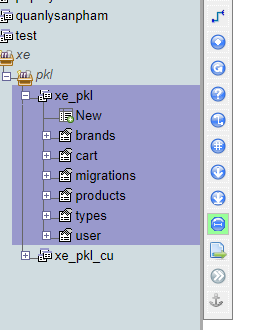 quanlysanpham
test
xe
pkl
xe_pkl
New
brands
cart
migrations
products
types
user
xe_pkl_cu